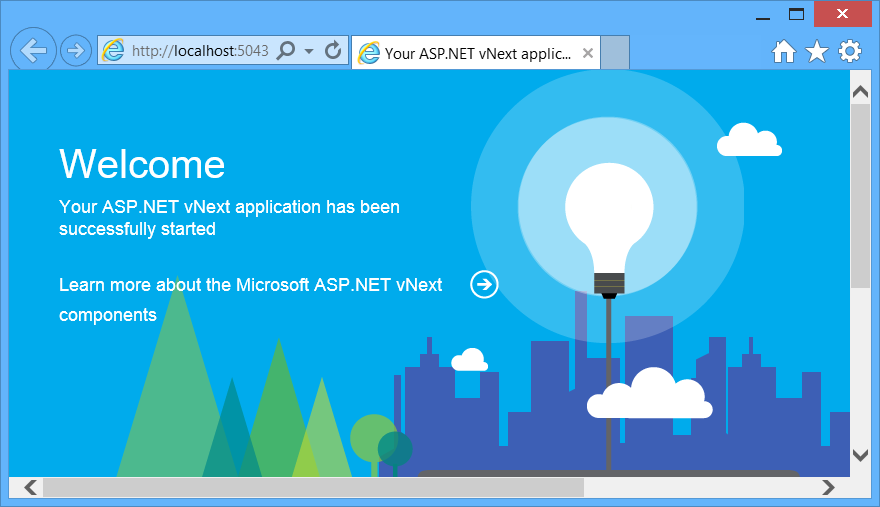 http://localhost:5043
Your ASP.NET vNext applic...
Welcome
Your ASP.NET vNext application has been
successfully started
Learn more about the Microsoft ASP.NET vNext
components